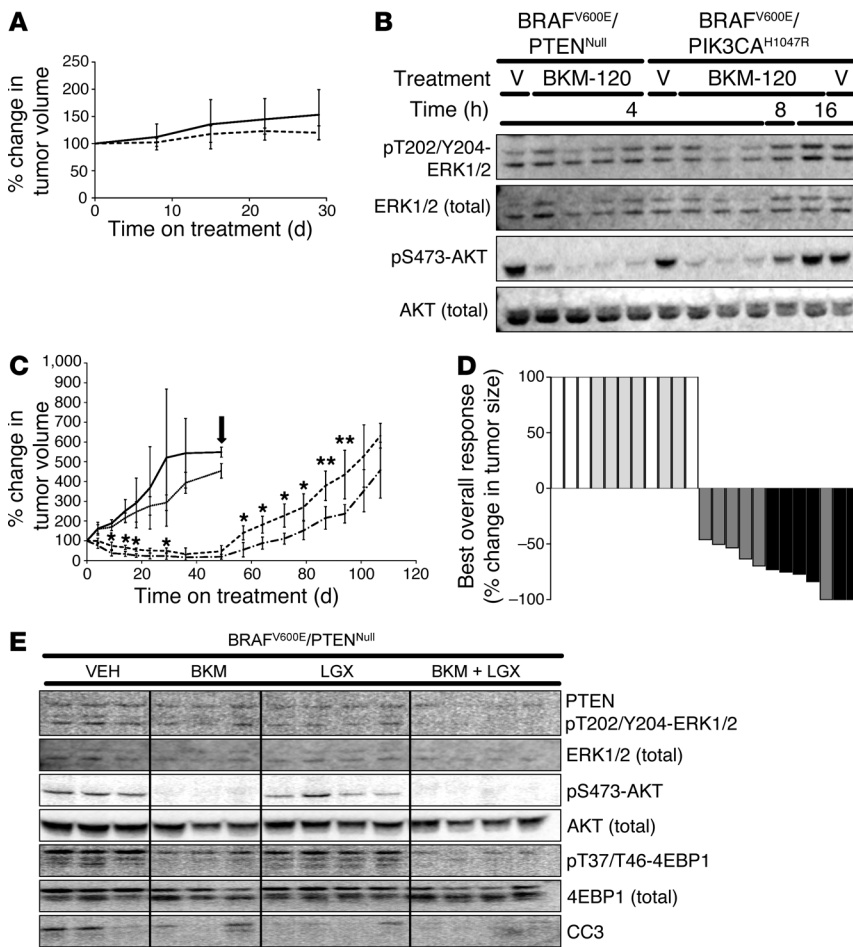 A
% change in
tumor volume
250
200
150
100
50
0
0 10 20 30
Time on treatment (d)
B
BRAFV600E/
PTENNull
BRAFV600E/
PIK3CAH1047R
Treatment V BKM-120 V BKM-120 V
Time (h) 4 8 16
pT202/Y204-
ERK1/2
ERK1/2 (total)
pS473-AKT
AKT (total)
C
% change in
tumor volume
1,000
900
800
700
600
500
400
300
200
100
0
* * * * * * * * ** **
0 20 40 60 80 100 120
Time on treatment (d)
D
Best overall response
(% change in tumor size)
100
50
0
−50
−100
E
BRAFV600E/PTENNull
VEH BKM LGX BKM + LGX
PTEN
pT202/Y204-ERK1/2
ERK1/2 (total)
pS473-AKT
AKT (total)
pT37/T46-4EBP1
4EBP1 (total)
CC3